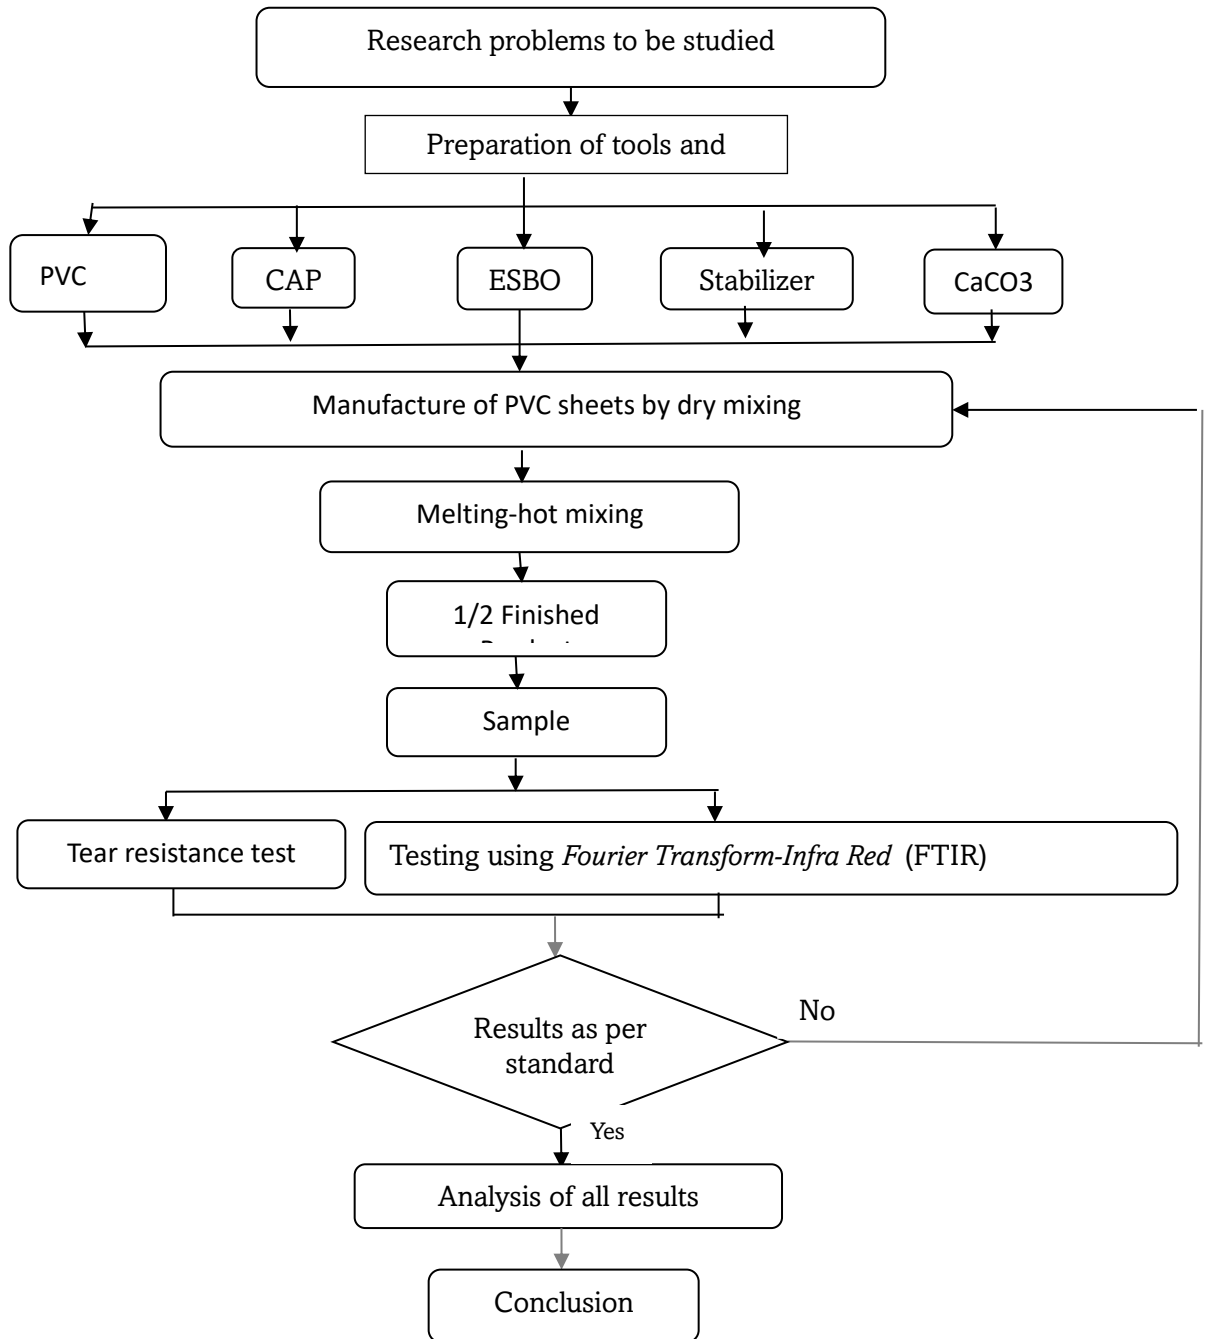 Research problems to be studied
Preparation of tools and
PVC
CAP
ESBO
Stabilizer
CaCO3
Manufacture of PVC sheets by dry mixing
Melting-hot mixing
1/2 Finished
Sample
Tear resistance test
Testing using Fourier Transform-Infra Red (FTIR)
No
Results as per
standard
Yes
Analysis of all results
Conclusion